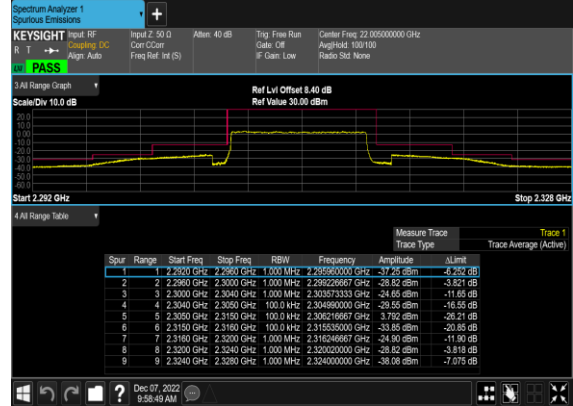 Spectrum Analyzer 1
Spurious Emissions
+
KEYSIGHT Input: RF Input Z: 50 Ω Atten: 40 dB Trig: Free Run Center Freq: 22.005000000 GHz
R T Coupling: DC Corr CCorr Gate: Off Avg|Hold: 100/100
Align: Auto Freq Ref: Int (S) IF Gain: Low Radio Std: None
PASS
3 All Range Graph
Ref Lvl Offset 8.40 dB
Scale/Div 10.0 dB Ref Value 30.00 dBm
20.0
10.0
0.00
-10.0
-20.0
-30.0
-40.0
-50.0
-60.0
Start 2.292 GHz Stop 2.328 GHz
4 All Range Table
Measure Trace Trace 1
Trace Type Trace Average (Active)
Spur Range Start Freq Stop Freq RBW Frequency Amplitude ΔLimit
1 1 2.2920 GHz 2.2960 GHz 1.000 MHz 2.295960000 GHz -37.25 dBm -6.252 dB
2 2 2.2960 GHz 2.3000 GHz 1.000 MHz 2.299226667 GHz -28.82 dBm -3.821 dB
3 3 2.3000 GHz 2.3040 GHz 1.000 MHz 2.303573333 GHz -24.65 dBm -11.65 dB
4 4 2.3040 GHz 2.3050 GHz 100.0 kHz 2.304990000 GHz -29.55 dBm -16.55 dB
5 5 2.3050 GHz 2.3150 GHz 100.0 kHz 2.306216667 GHz 3.792 dBm -26.21 dB
6 6 2.3150 GHz 2.3160 GHz 100.0 kHz 2.315535000 GHz -33.85 dBm -20.85 dB
7 7 2.3160 GHz 2.3200 GHz 1.000 MHz 2.316246667 GHz -24.90 dBm -11.90 dB
8 8 2.3200 GHz 2.3240 GHz 1.000 MHz 2.320020000 GHz -28.82 dBm -3.818 dB
9 9 2.3240 GHz 2.3280 GHz 1.000 MHz 2.324000000 GHz -38.08 dBm -7.075 dB
? Dec 07, 2022
9:58:49 AM